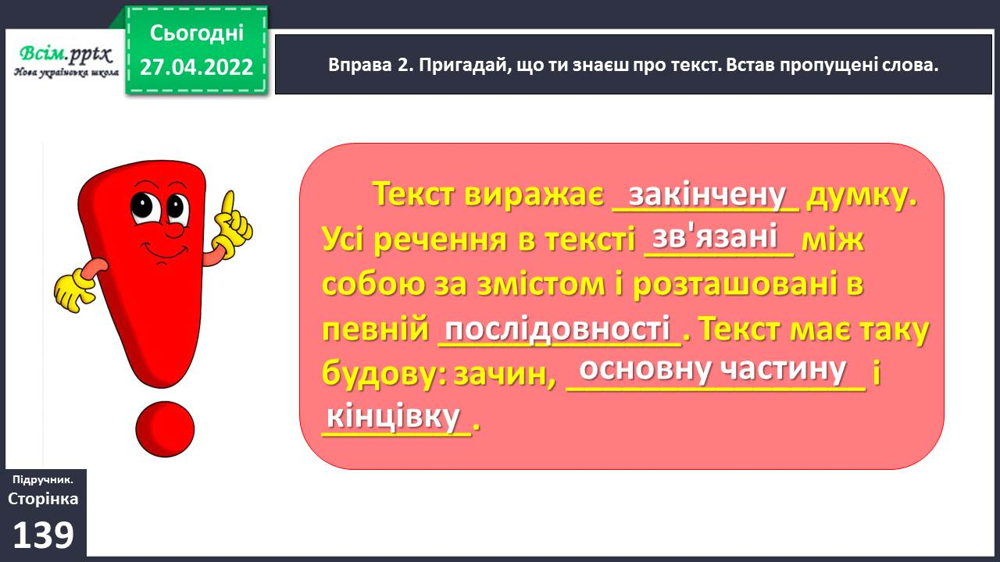 Всім.pptx
Нова українська школа
Сьогодні
27.04.2022
Вправа 2. Пригадай, що ти знаєш про текст. Встав пропущені слова.
Текст виражає закінчену думку.
Усі речення в тексті зв'язані між
собою за змістом і розташовані в
певній послідовності. Текст має таку
будову: зачин, основну частину і
кінцівку.
Підручник.
Сторінка
139